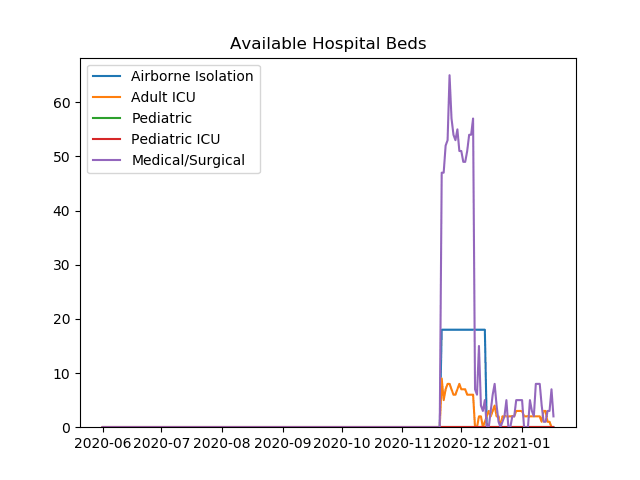 Available Hospital Beds
Airborne Isolation
Adult ICU
Pediatric
Pediatric ICU
Medical/Surgical
60
50
40
30
20
10
0
2020-06 2020-07 2020-08 2020-09 2020-10 2020-11 2020-12 2021-01